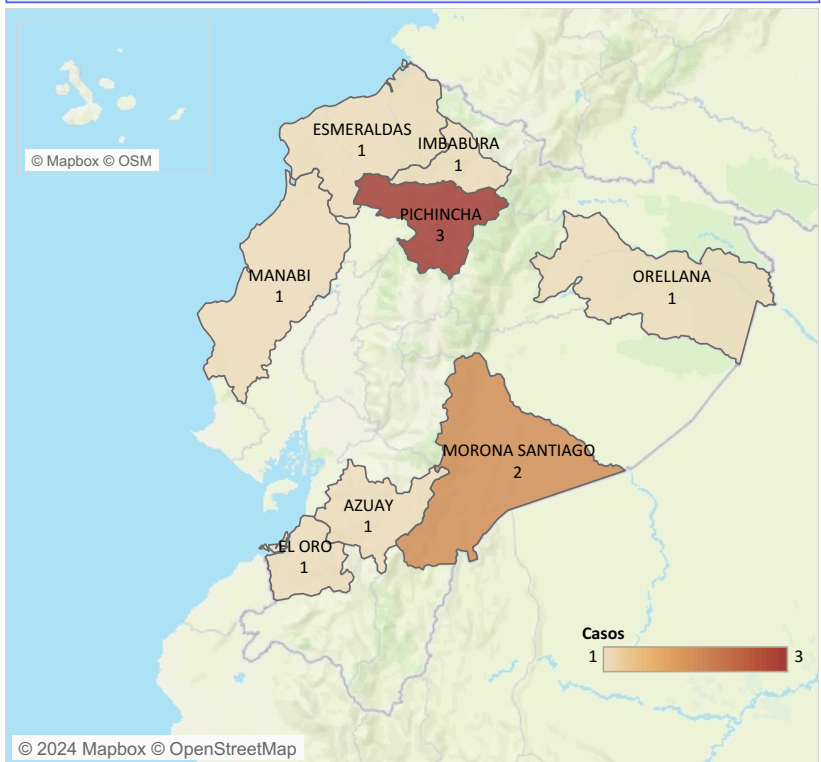 © Mapbox © OSM
ESMERALDAS
1
IMBABURA
1
PICHINCHA
3
MANABI
1
ORELLANA
1
MORONA SANTIAGO
2
AZUAY
1
EL ORO
1
Casos
1 3
© 2024 Mapbox © OpenStreetMap